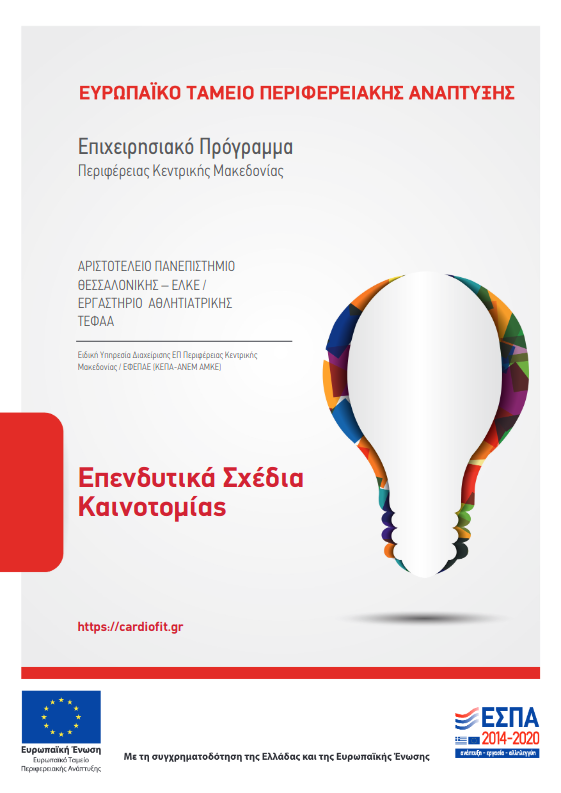 ΕΥΡΩΠΑΪΚΟ ΤΑΜΕΙΟ ΠΕΡΙΦΕΡΕΙΑΚΗΣ ΑΝΑΠΤΥΞΗΣ
Επιχειρησιακό Πρόγραμμα
Περιφέρειας Κεντρικής Μακεδονίας
ΑΡΙΣΤΟΤΕΛΕΙΟ ΠΑΝΕΠΙΣΤΗΜΙΟ
ΘΕΣΣΑΛΟΝΙΚΗΣ – ΕΛΚΕ /
ΕΡΓΑΣΤΗΡΙΟ ΑΘΛΗΤΙΑΤΡΙΚΗΣ
ΤΕΦΑΑ
Ειδική Υπηρεσία Διαχείρισης ΕΠ Περιφέρειας Κεντρικής
Μακεδονίας / ΕΦΕΠΑΕ (ΚΕΠΑ-ΑΝΕΜ ΑΜΚΕ)
Επενδυτικά Σχέδια
Καινοτομίας
https://cardiofit.gr
Ευρωπαϊκή Ένωση
Ευρωπαϊκό Ταμείο
Περιφερειακής Ανάπτυξης
Με τη συγχρηματοδότηση της Ελλάδας και της Ευρωπαϊκής Ένωσης
ΕΣΠΑ
2014-2020
ανάπτυξη - εργασία - αλληλεγγύη